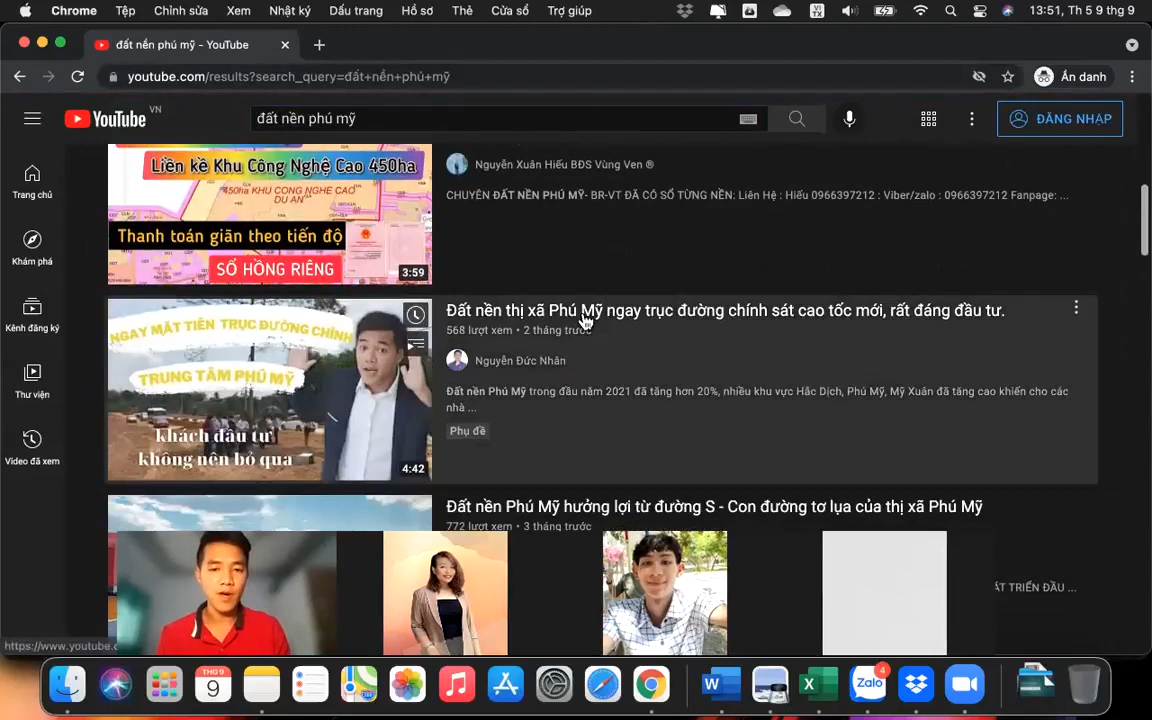 Chrome Tệp Chỉnh sửa Xem Nhật ký Dấu trang Hồ sơ Thẻ Cửa sổ Trợ giúp
VI TX
13:51, Th 5 9 thg 9
đất nền phú mỹ - YouTube
youtube.com/results?search_query=đất+nền+phú+mỹ
Ẩn danh
YouTube VN
đất nền phú mỹ
ĐĂNG NHẬP
Trang chủ
Khám phá
Kênh đăng ký
Thư viện
Video đã xem
Liền kề Khu Công Nghệ Cao 450ha
450ha KHU CONG NGHE CAO
DU AN
Thanh toán giãn theo tiến độ
SỔ HỒNG RIÊNG
3:59
Nguyễn Xuân Hiếu BĐS Vùng Ven ®
CHUYÊN ĐẤT NỀN PHÚ MỸ- BR-VT ĐÃ CÓ SỔ TỪNG NỀN: Liên Hệ : Hiếu 0966397212 : Viber/zalo : 0966397212 Fanpage: ...
NGAY MẶT TIỀN TRỤC ĐƯỜNG CHÍNH
TRUNG TÂM PHÚ MỸ
khách đầu tư
không nên bỏ qua
4:42
Đất nền thị xã Phú Mỹ ngay trục đường chính sát cao tốc mới, rất đáng đầu tư.
568 lượt xem • 2 tháng trước
Nguyễn Đức Nhân
Đất nền Phú Mỹ trong đầu năm 2021 đã tăng hơn 20%, nhiều khu vực Hắc Dịch, Phú Mỹ, Mỹ Xuân đã tăng cao khiến cho các
nhà ...
Phụ đề
Đất nền Phú Mỹ hưởng lợi từ đường S - Con đường tơ lụa của thị xã Phú Mỹ
772 lượt xem • 3 tháng trước
ÁT TRIỂN ĐẦU ...
https://www.youtube.c
THG 9
9
W
X
Zalo
4